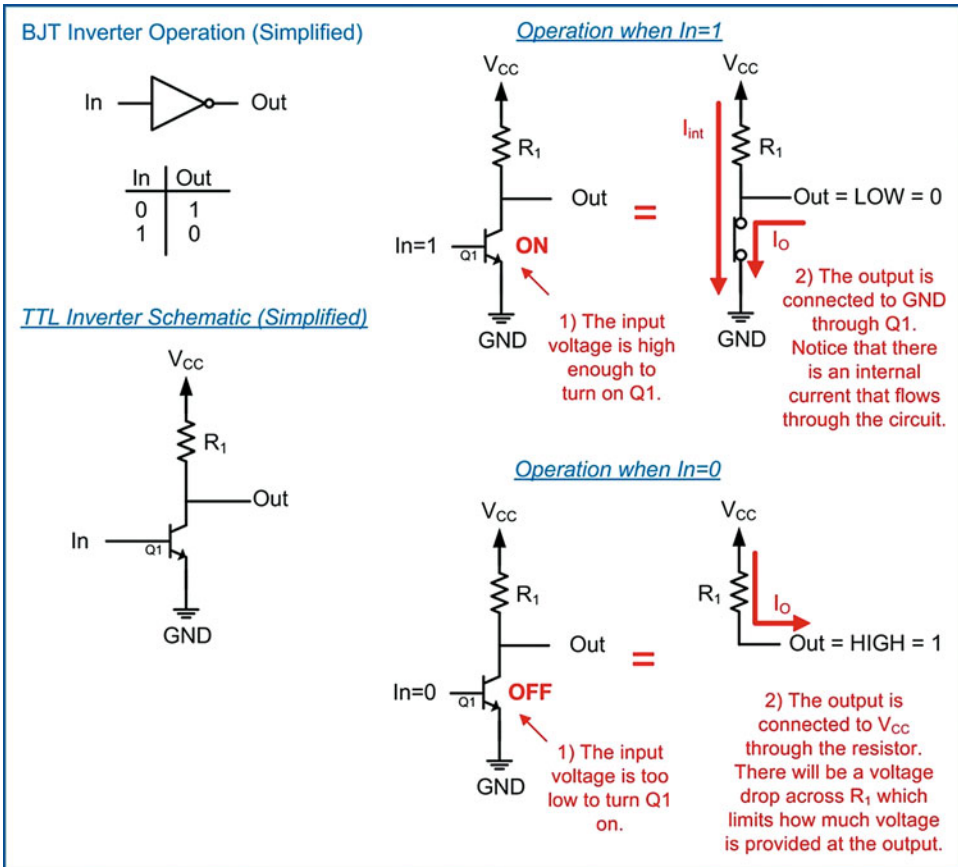 BJT Inverter Operation (Simplified)
In
Out
In Out
0 1
1 0
TTL Inverter Schematic (Simplified)
VCC
R1
Out
In
Q1
GND
Operation when In=1
VCC
R1
Out
In=1
Q1
ON
GND
1) The input
voltage is high
enough to
turn on Q1.
=
VCC
Iint
R1
Out = LOW = 0
IO
GND
2) The output is
connected to GND
through Q1.
Notice that there
is an internal
current that flows
through the circuit.
Operation when In=0
VCC
R1
Out
In=0
Q1
OFF
GND
1) The input
voltage is too
low to turn Q1
on.
=
VCC
R1
IO
Out = HIGH = 1
2) The output is
connected to VCC
through the resistor.
There will be a voltage
drop across R1 which
limits how much voltage
is provided at the output.